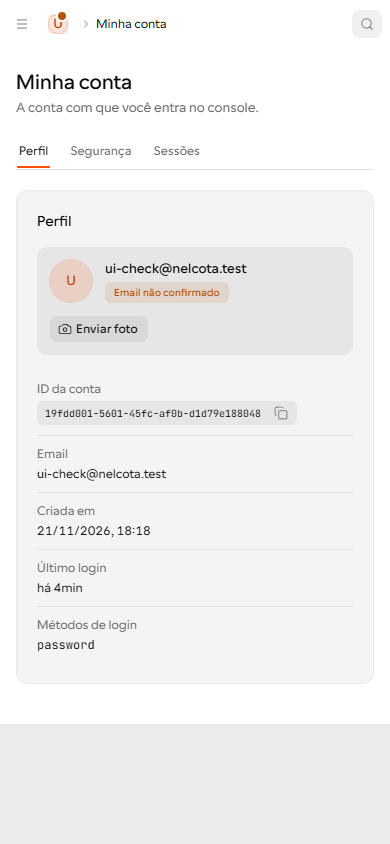 U
Minha conta
Minha conta
A conta com que você entra no console.
Perfil
Segurança
Sessões
Perfil
U
ui-check@nelcota.test
Email não confirmado
Enviar foto
ID da conta
19fdd001-5601-45fc-af0b-d1d79e188048
Email
ui-check@nelcota.test
Criada em
21/11/2026, 18:18
Último login
há 4min
Métodos de login
password